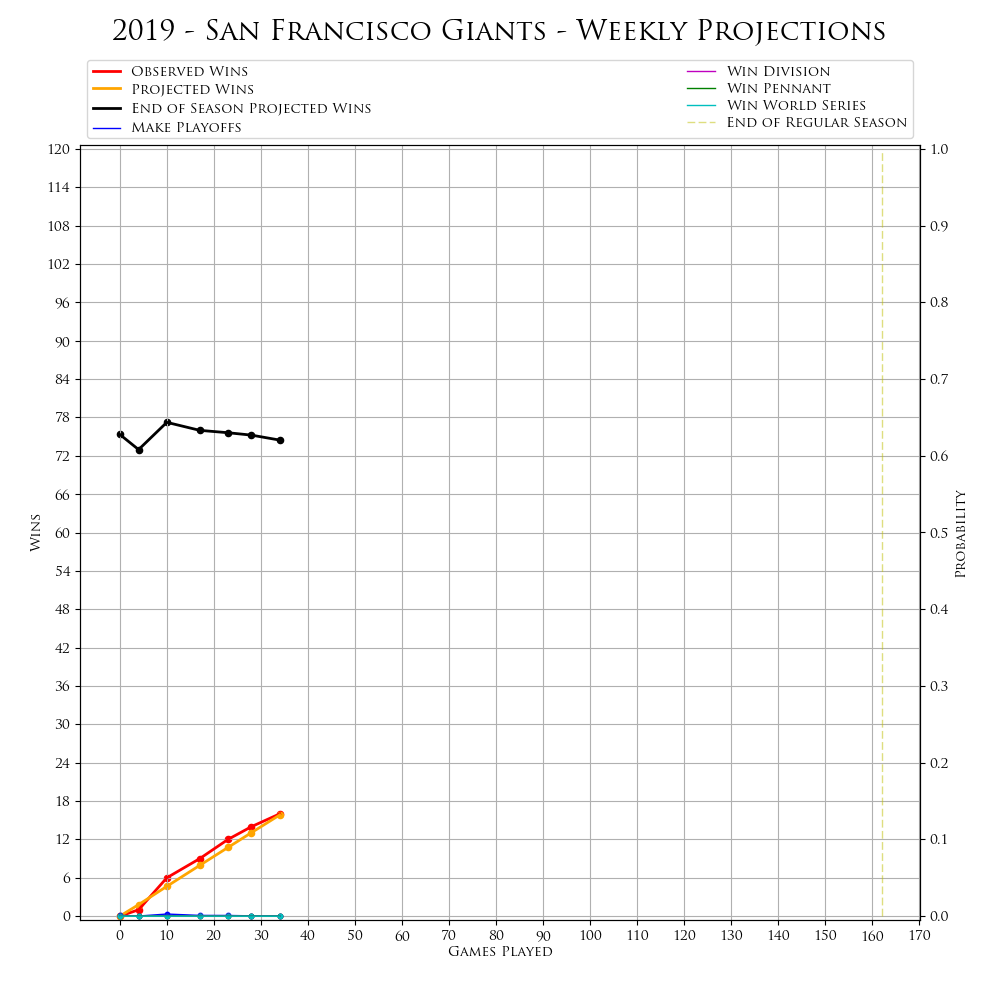 2019 - San Francisco Giants - Weekly Projections
Observed Wins
Projected Wins
End of Season Projected Wins
Make Playoffs
Win Division
Win Pennant
Win World Series
End of Regular Season
120
114
108
102
96
90
84
78
72
66
60
54
48
42
36
30
24
18
12
6
0
Wins
1.0
0.9
0.8
0.7
0.6
0.5
0.4
0.3
0.2
0.1
0.0
Probability
0 10 20 30 40 50 60 70 80 90 100 110 120 130 140 150 160 170
Games Played